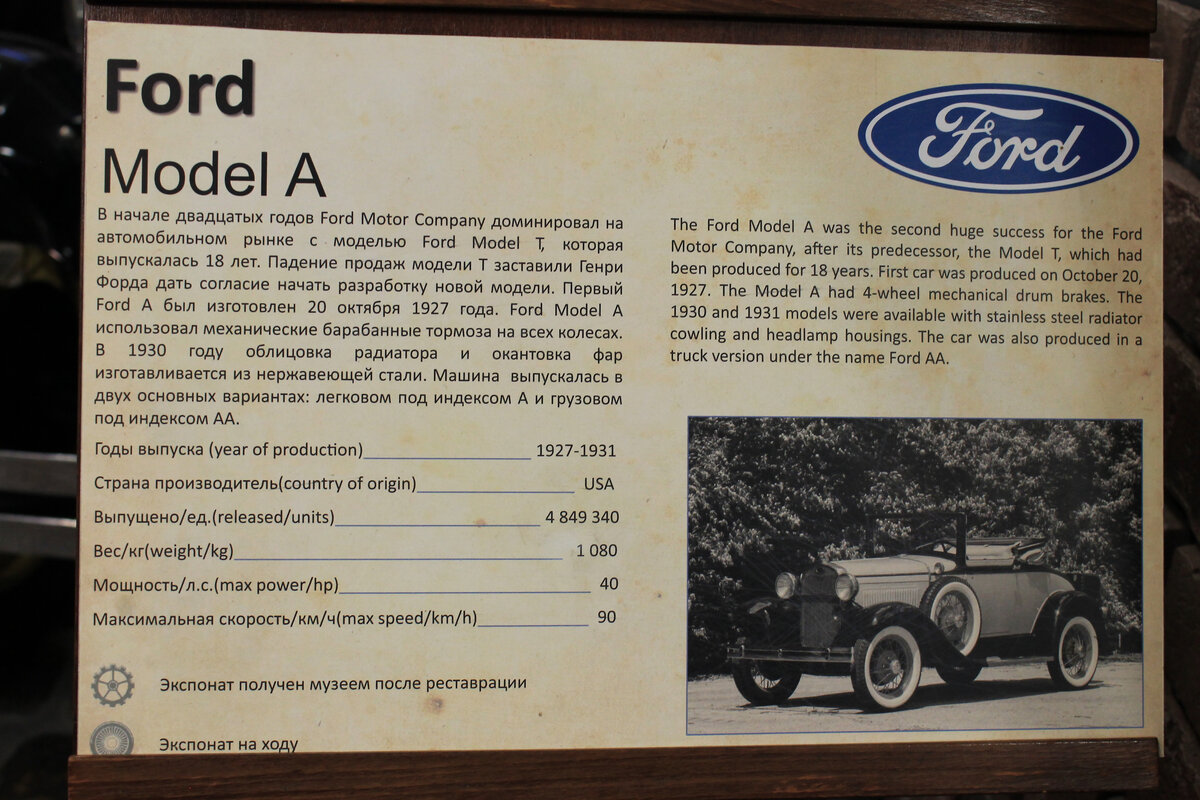 Ford
Model A
В начале двадцатых годов Ford Motor Company доминировал на
автомобильном рынке с моделью Ford Model T, которая
выпускалась 18 лет. Падение продаж модели Т заставили Генри
Форда дать согласие начать разработку новой модели. Первый
Ford A был изготовлен 20 октября 1927 года. Ford Model A
использовал механические барабанные тормоза на всех колесах.
В 1930 году облицовка радиатора и окантовка фар
изготавливается из нержавеющей стали. Машина выпускалась в
двух основных вариантах: легковом под индексом А и грузовом
под индексом АА.
Годы выпуска (year of production) 1927-1931
Страна производитель(country of origin) USA
Выпущено/ед.(released/units) 4 849 340
Вес/кг(weight/kg) 1 080
Мощность/л.с.(max power/hp) 40
Максимальная скорость/км/ч(max speed/km/h) 90
Экспонат получен музеем после реставрации
Экспонат на ходу
Ford
The Ford Model A was the second huge success for the Ford
Motor Company, after its predecessor, the Model T, which had
been produced for 18 years. First car was produced on October 20,
1927. The Model A had 4-wheel mechanical drum brakes. The
1930 and 1931 models were available with stainless steel radiator
cowling and headlamp housings. The car was also produced in a
truck version under the name Ford AA.